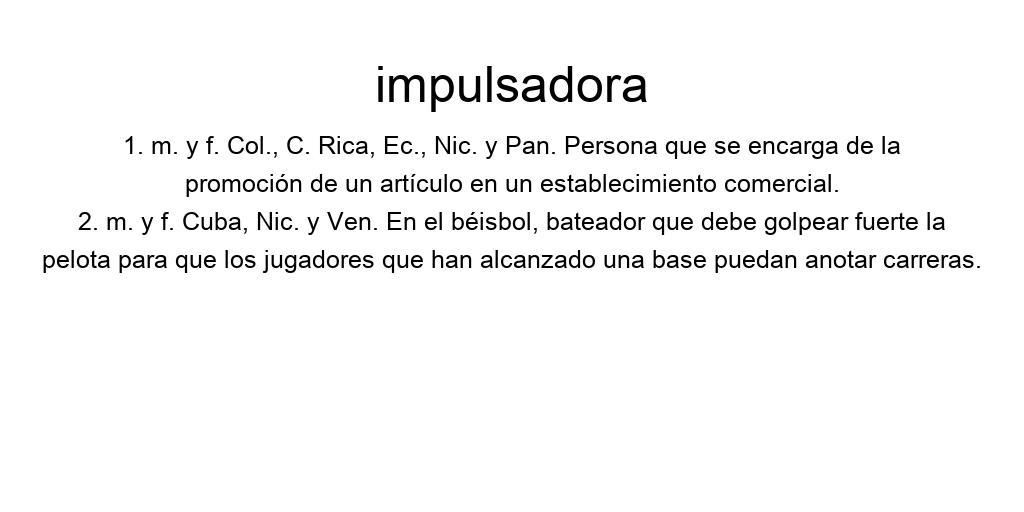 impulsadora
1. m. y f. Col., C. Rica, Ec., Nic. y Pan. Persona que se encarga de la
promoción de un artículo en un establecimiento comercial.
2. m. y f. Cuba, Nic. y Ven. En el béisbol, bateador que debe golpear fuerte la
pelota para que los jugadores que han alcanzado una base puedan anotar carreras.